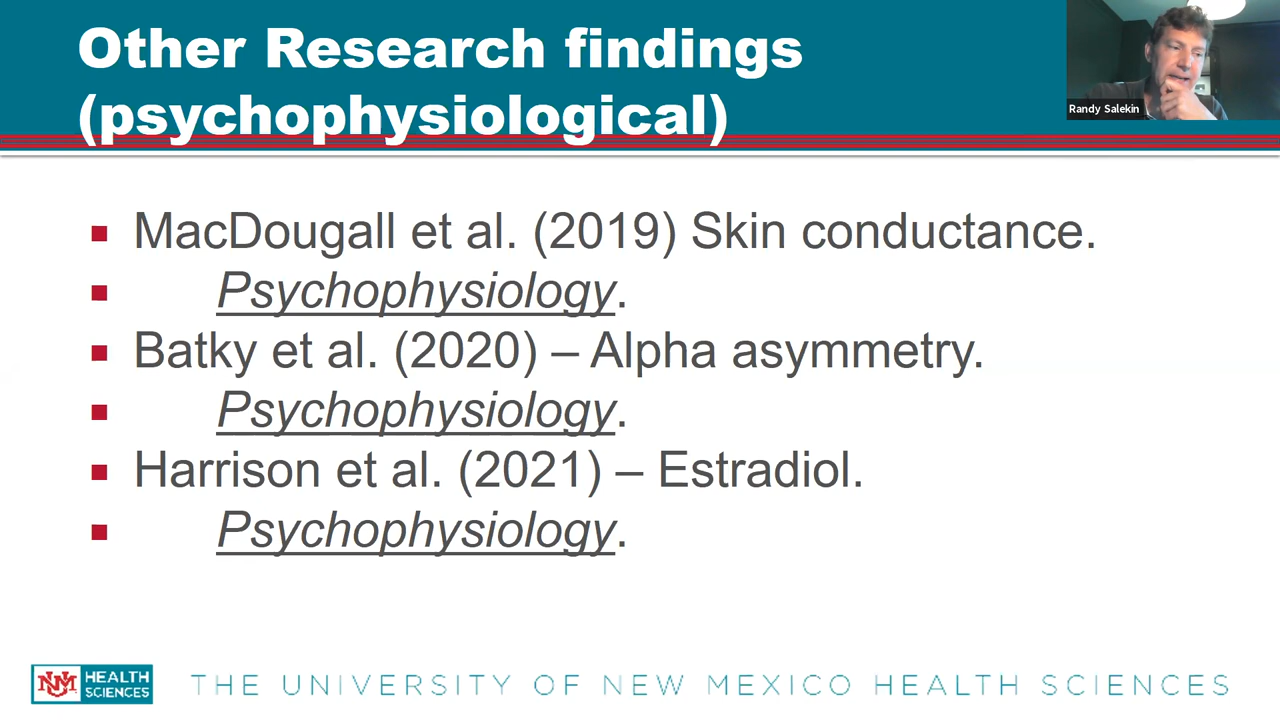 Other Research findings
(psychophysiological)
Randy Salekin
MacDougall et al. (2019) Skin conductance.
Psychophysiology.
Batky et al. (2020) – Alpha asymmetry.
Psychophysiology.
Harrison et al. (2021) – Estradiol.
Psychophysiology.
UNM HEALTH SCIENCES
THE UNIVERSITY OF NEW MEXICO HEALTH SCIENCES